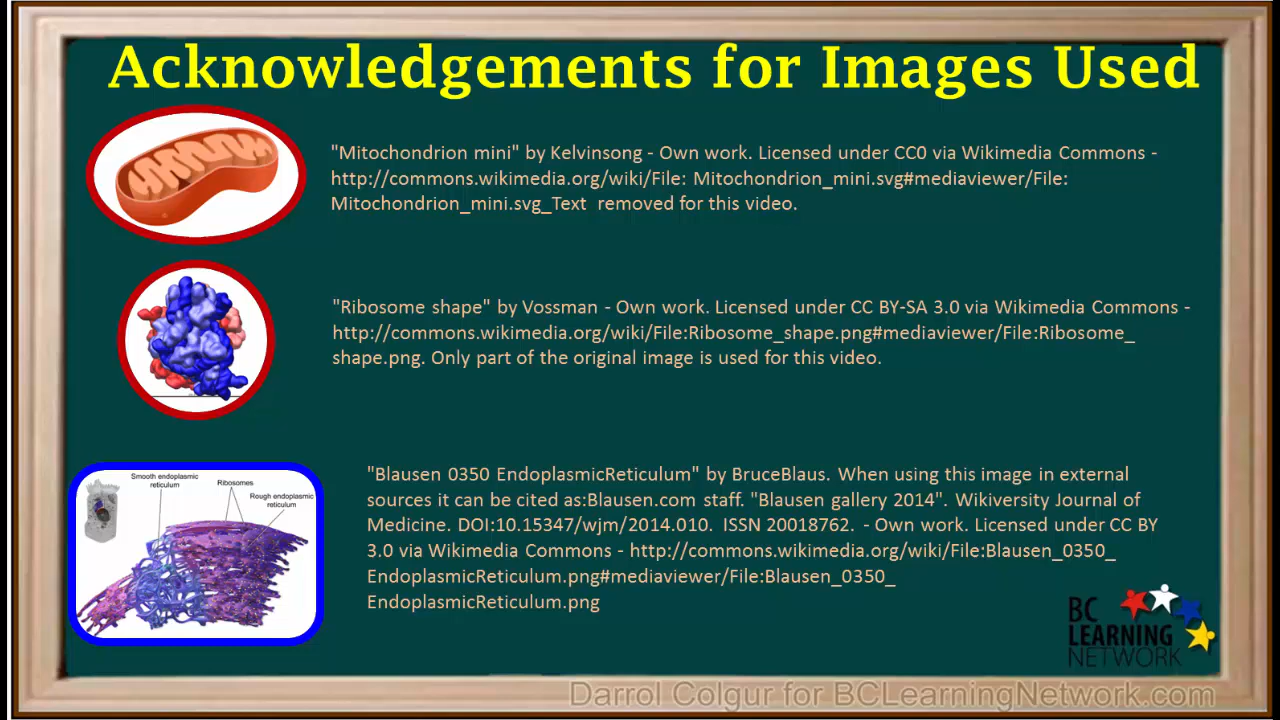 Acknowledgements for Images Used
"Mitochondrion mini" by Kelvinsong - Own work. Licensed under CC0 via Wikimedia Commons -
http://commons.wikimedia.org/wiki/File: Mitochondrion_mini.svg#mediaviewer/File:
Mitochondrion_mini.svg_Text removed for this video.
"Ribosome shape" by Vossman - Own work. Licensed under CC BY-SA 3.0 via Wikimedia Commons -
http://commons.wikimedia.org/wiki/File:Ribosome_shape.png#mediaviewer/File:Ribosome_
shape.png. Only part of the original image is used for this video.
Smooth endoplasmic
reticulum
Ribosomes
Rough endoplasmic
reticulum
"Blausen 0350 EndoplasmicReticulum" by BruceBlaus. When using this image in external
sources it can be cited as:Blausen.com staff. "Blausen gallery 2014". Wikiversity Journal of
Medicine. DOI:10.15347/wjm/2014.010. ISSN 20018762. - Own work. Licensed under CC BY
3.0 via Wikimedia Commons - http://commons.wikimedia.org/wiki/File:Blausen_0350_
EndoplasmicReticulum.png#mediaviewer/File:Blausen_0350_
EndoplasmicReticulum.png
BC
LEARNING
NETWORK
Darrol Colgur for BCLearningNetwork.com